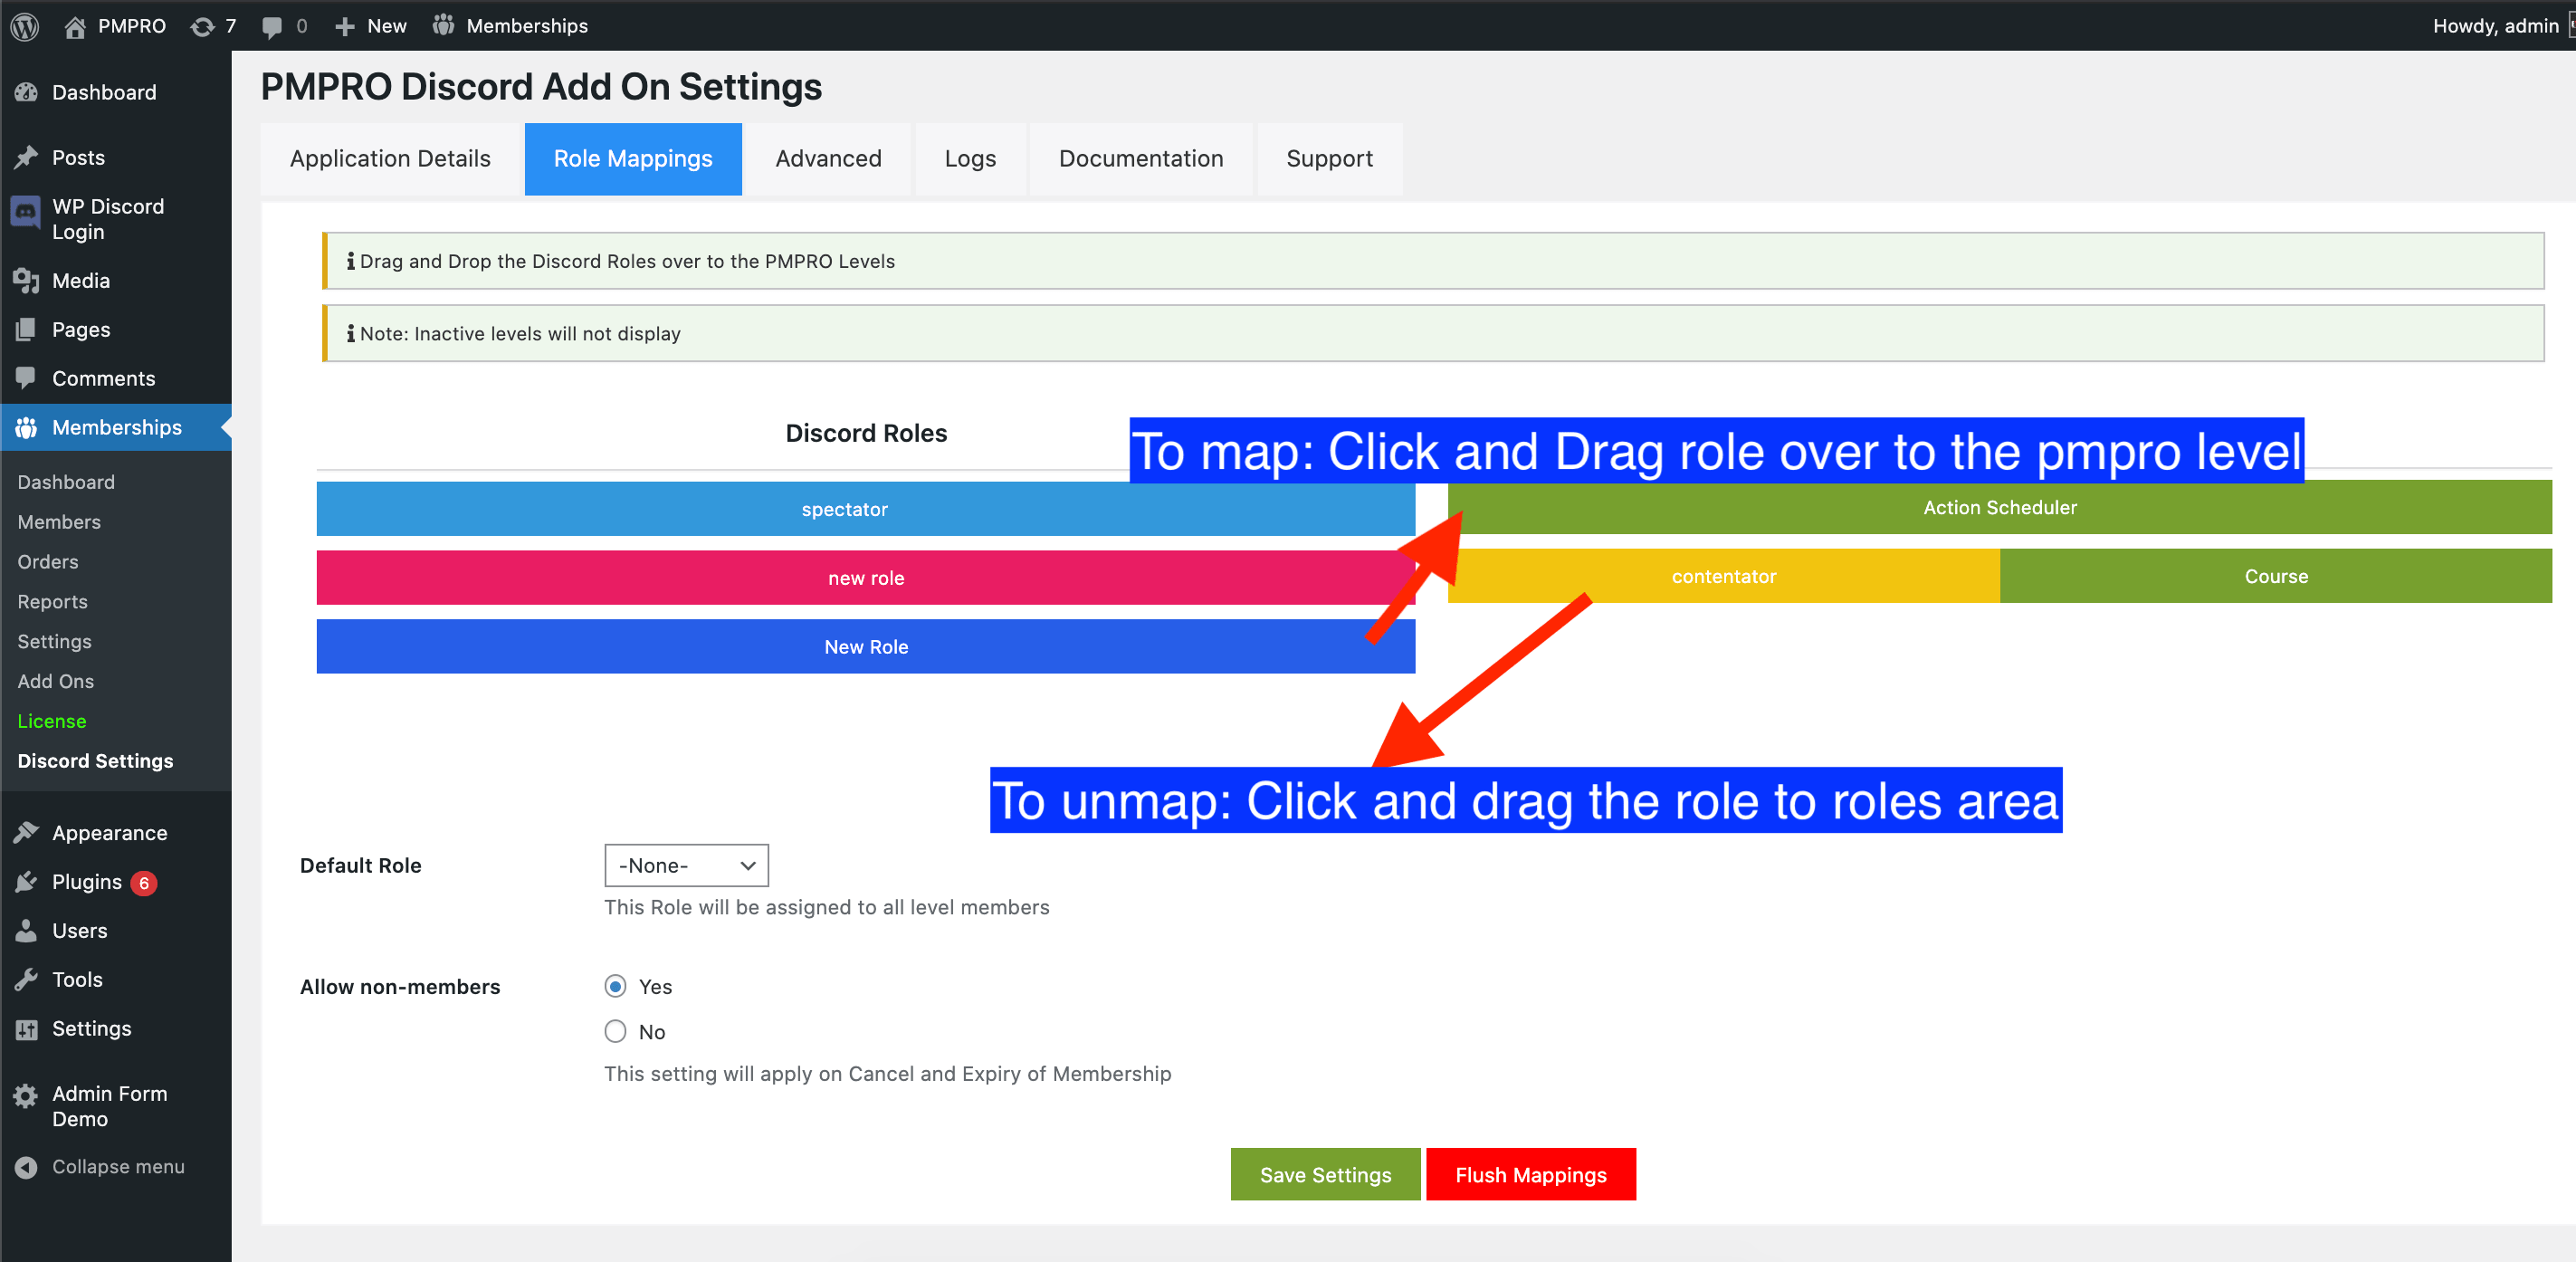 PMPRO 7 0 New Memberships Howdy, admin
Dashboard
Posts
WP Discord
Login
Media
Pages
Comments
Memberships
Dashboard
Members
Orders
Reports
Settings
Add Ons
License
Discord Settings
Appearance
Plugins 6
Users
Tools
Settings
Admin Form
Demo
Collapse menu
PMPRO Discord Add On Settings
Application Details Role Mappings Advanced Logs Documentation Support
Drag and Drop the Discord Roles over to the PMPRO Levels
Note: Inactive levels will not display
Discord Roles
To map: Click and Drag role over to the pmpro level
spectator
new role
New Role
Action Scheduler
contentator Course
To unmap: Click and drag the role to roles area
Default Role -None-
This Role will be assigned to all level members
Allow non-members Yes
No
This setting will apply on Cancel and Expiry of Membership
Save Settings Flush Mappings